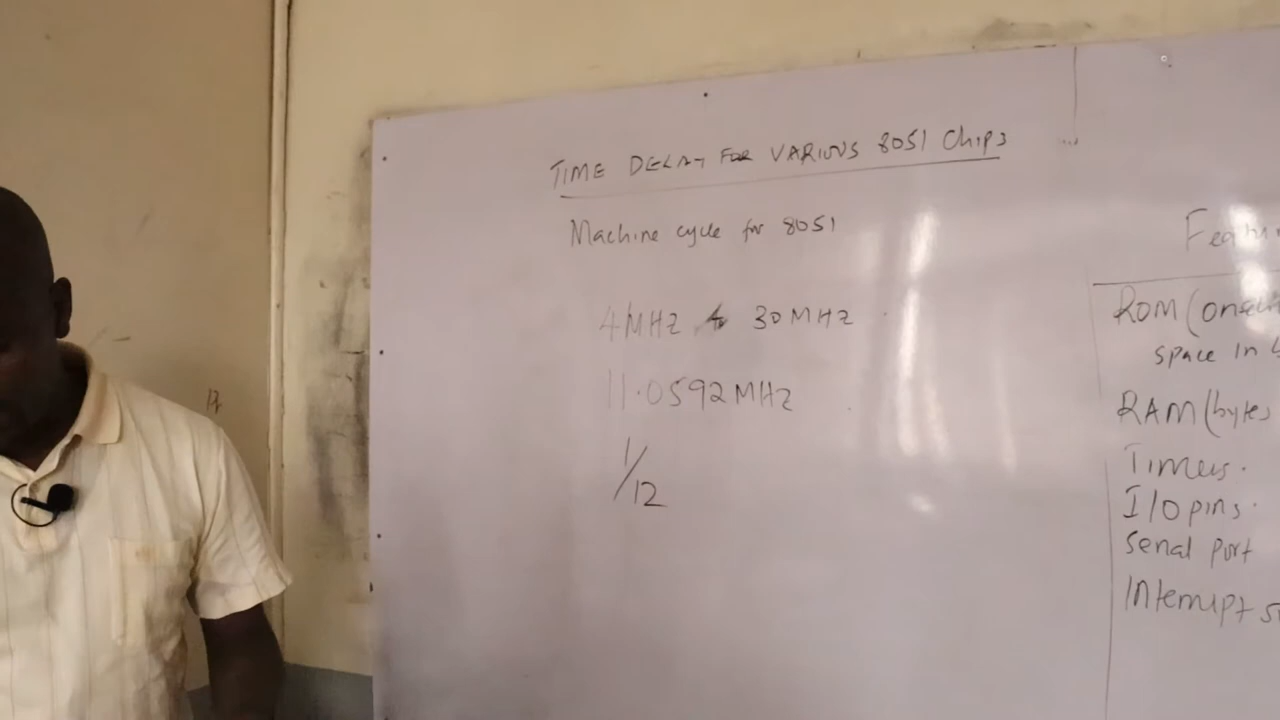 TIME DELAY FOR VARIOUS 8051 Chips
Machine cycle for 8051
4MHZ to 30MHZ
11.0592MHZ
1/12
ROM (onch
space in
RAM (bytes
Timers.
I/O pins.
Serial port
Interrupt